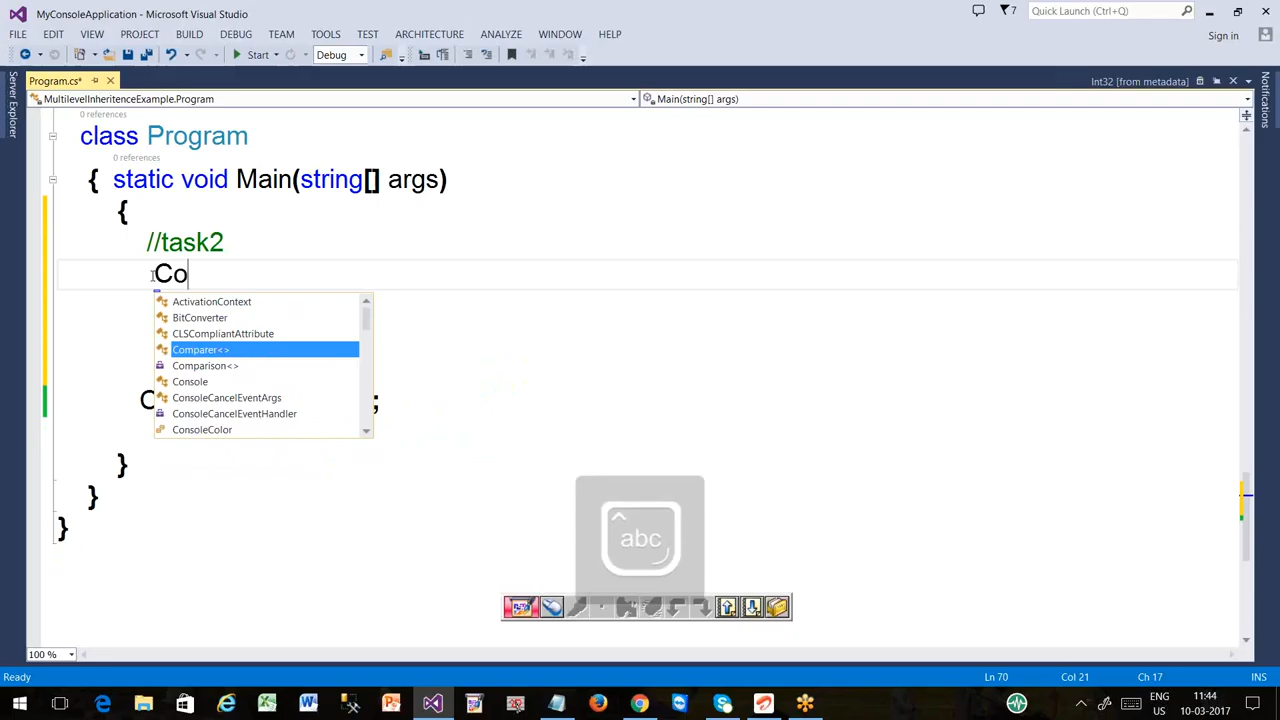 MyConsoleApplication - Microsoft Visual Studio
7
Quick Launch (Ctrl+Q)
FILE EDIT VIEW PROJECT BUILD DEBUG TEAM TOOLS TEST ARCHITECTURE ANALYZE WINDOW HELP
Sign in
Start
Debug
Program.cs*
Int32 [from metadata]
MultilevelInheritenceExample.Program
Main(string[] args)
Server Explorer
Notifications
0 references
class Program
0 references
{ static void Main(string[] args)
{
//task2
Co
ActivationContext
BitConverter
CLSCompliantAttribute
Comparer<>
Comparison<>
Console
ConsoleCancelEventArgs
ConsoleCancelEventHandler
ConsoleColor
;
}
}
}
abc
100 %
Ready
Ln 70
Col 21
Ch 17
INS
ENG
US
11:44
10-03-2017